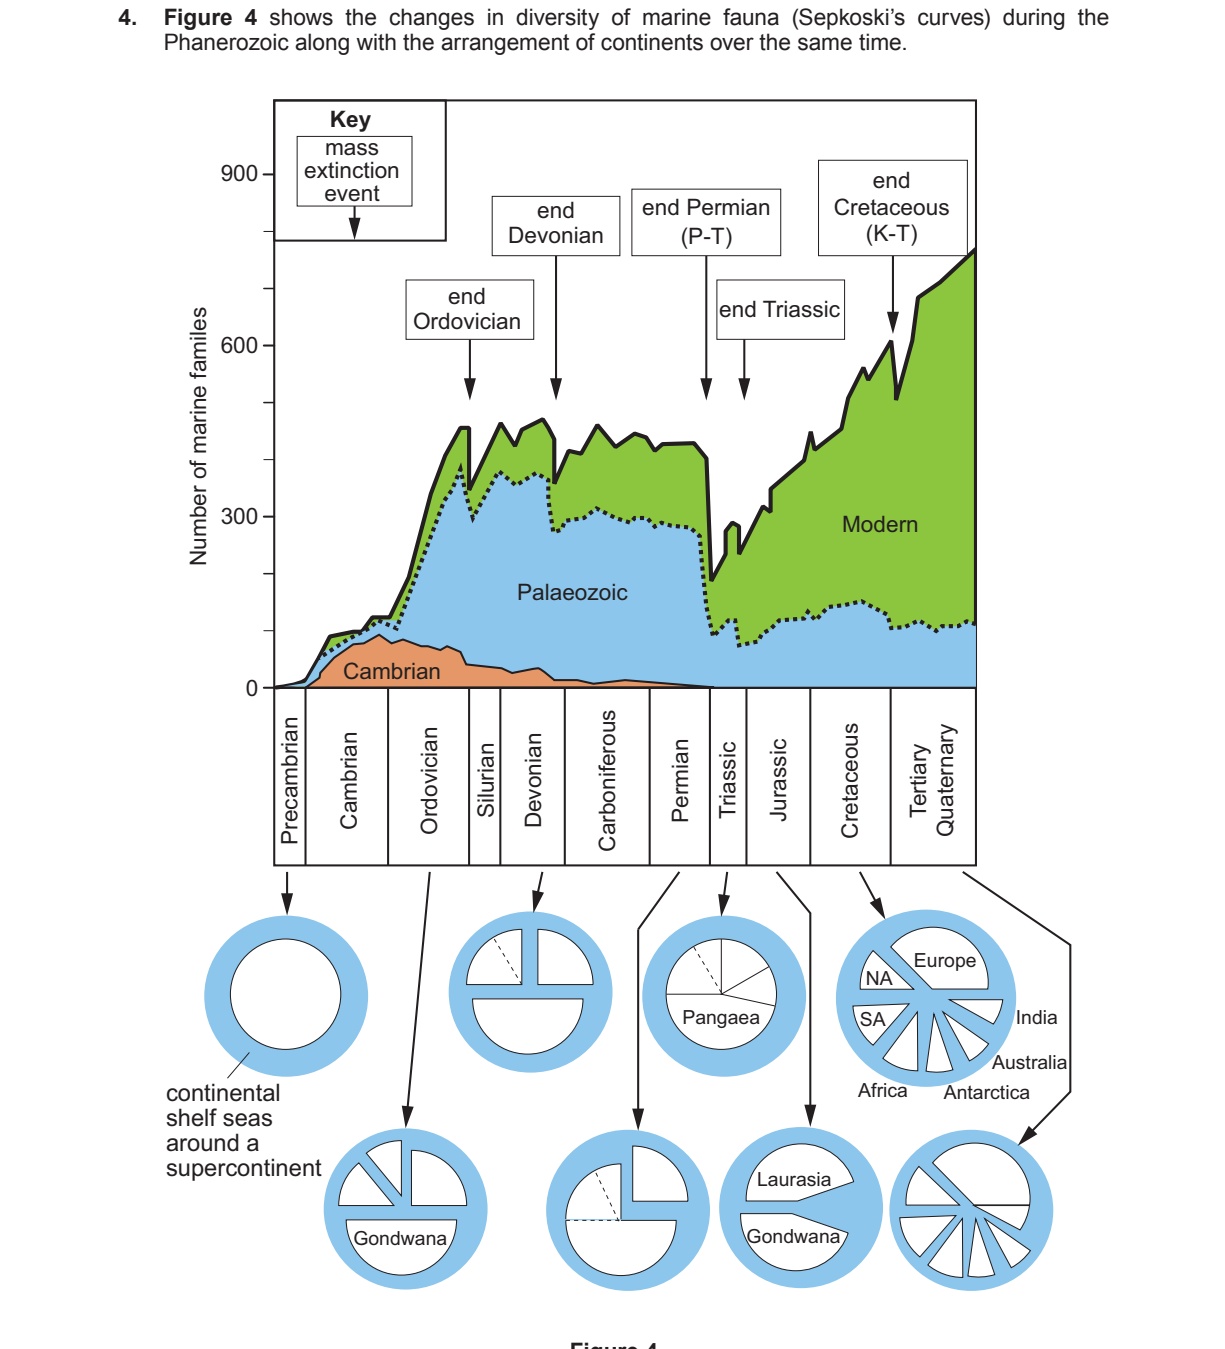 4. Figure 4 shows the changes in diversity of marine fauna (Sepkoski's curves) during the
Phanerozoic along with the arrangement of continents over the same time.
Key
mass
extinction
event
900
600
300
0
Number of marine familes
end
Ordovician
end
Devonian
end Permian
(P-T)
end Triassic
end
Cretaceous
(K-T)
Modern
Palaeozoic
Cambrian
Precambrian
Cambrian
Ordovician
Silurian
Devonian
Carboniferous
Permian
Triassic
Jurassic
Cretaceous
Tertiary
Quaternary
continental
shelf seas
around a
supercontinent
Gondwana
Pangaea
Laurasia
Gondwana
Europe
NA
SA
India
Australia
Africa
Antarctica
Figure 4